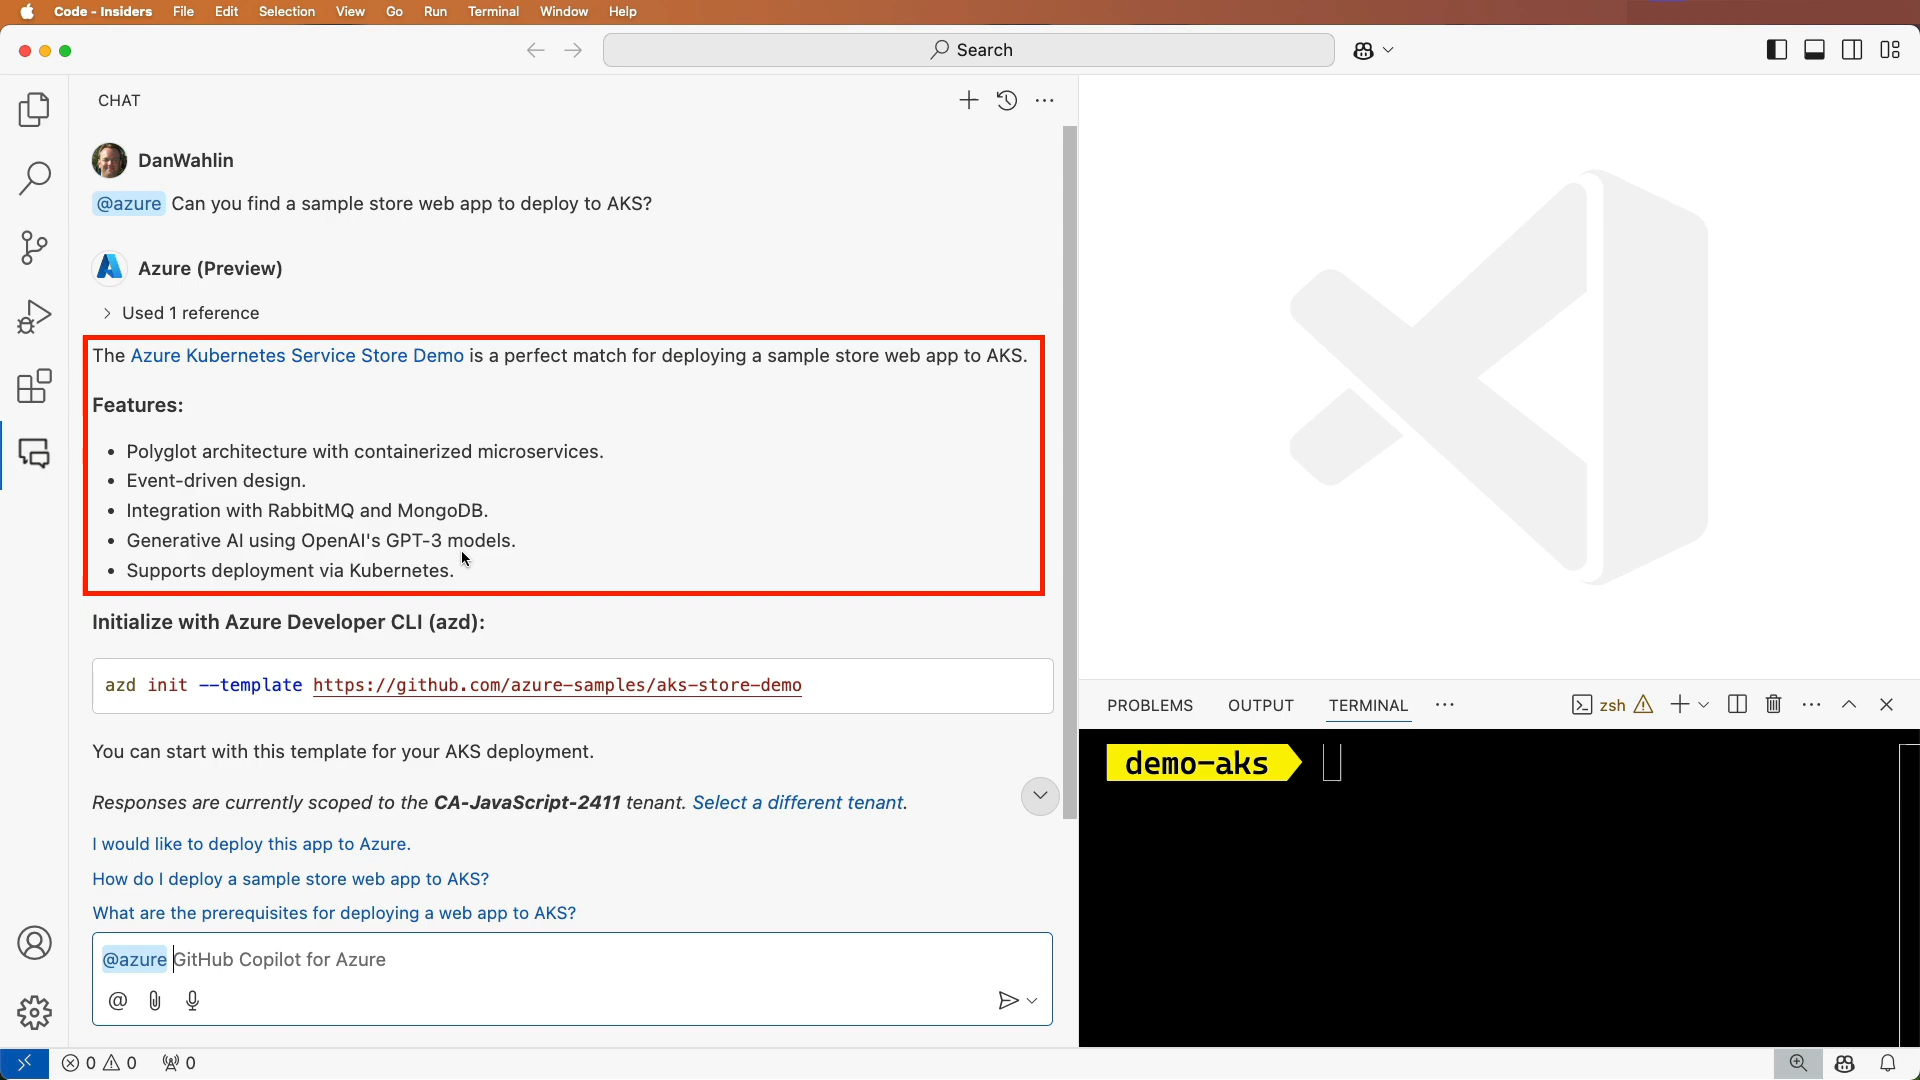 Code - Insiders File Edit Selection View Go Run Terminal Window Help
Search
CHAT
DanWahlin
@azure Can you find a sample store web app to deploy to AKS?
Azure (Preview)
Used 1 reference
The Azure Kubernetes Service Store Demo is a perfect match for deploying a sample store web app to AKS.
Features:
• Polyglot architecture with containerized microservices.
• Event-driven design.
• Integration with RabbitMQ and MongoDB.
• Generative AI using OpenAI's GPT-3 models.
• Supports deployment via Kubernetes.
Initialize with Azure Developer CLI (azd):
azd init --template https://github.com/azure-samples/aks-store-demo
You can start with this template for your AKS deployment.
Responses are currently scoped to the CA-JavaScript-2411 tenant. Select a different tenant.
I would like to deploy this app to Azure.
How do I deploy a sample store web app to AKS?
What are the prerequisites for deploying a web app to AKS?
@azure GitHub Copilot for Azure
PROBLEMS OUTPUT TERMINAL zsh
demo-aks
0 0 0